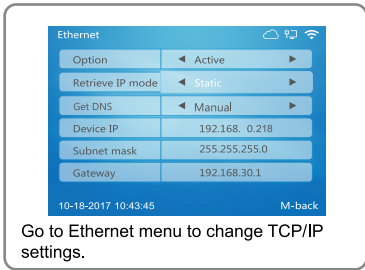 Ethernet
Option ◄ Active ►
Retrieve IP mode ◄ Static ►
Get DNS ◄ Manual ►
Device IP 192.168. 0.218
Subnet mask 255.255.255.0
Gateway 192.168.30.1
10-18-2017 10:43:45 M-back
Go to Ethernet menu to change TCP/IP
settings.